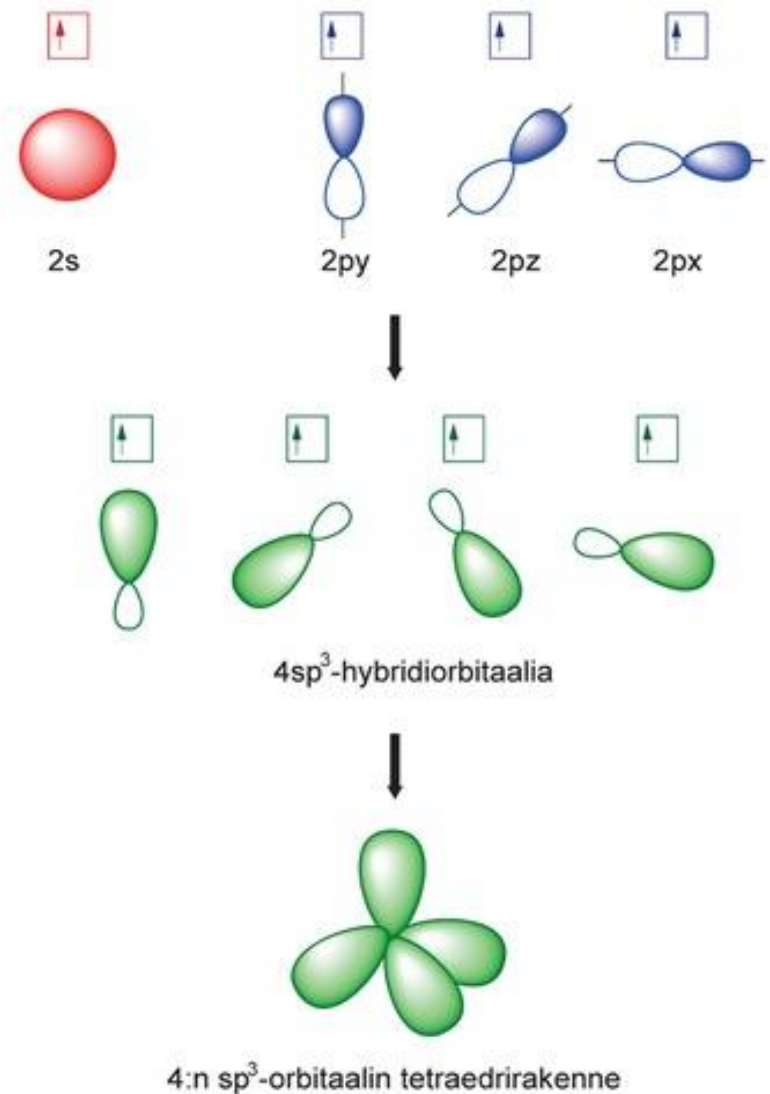 2s 2py 2pz 2px
4sp³-hybridiorbitaalia
4:n sp³-orbitaalin tetraedrirakenne